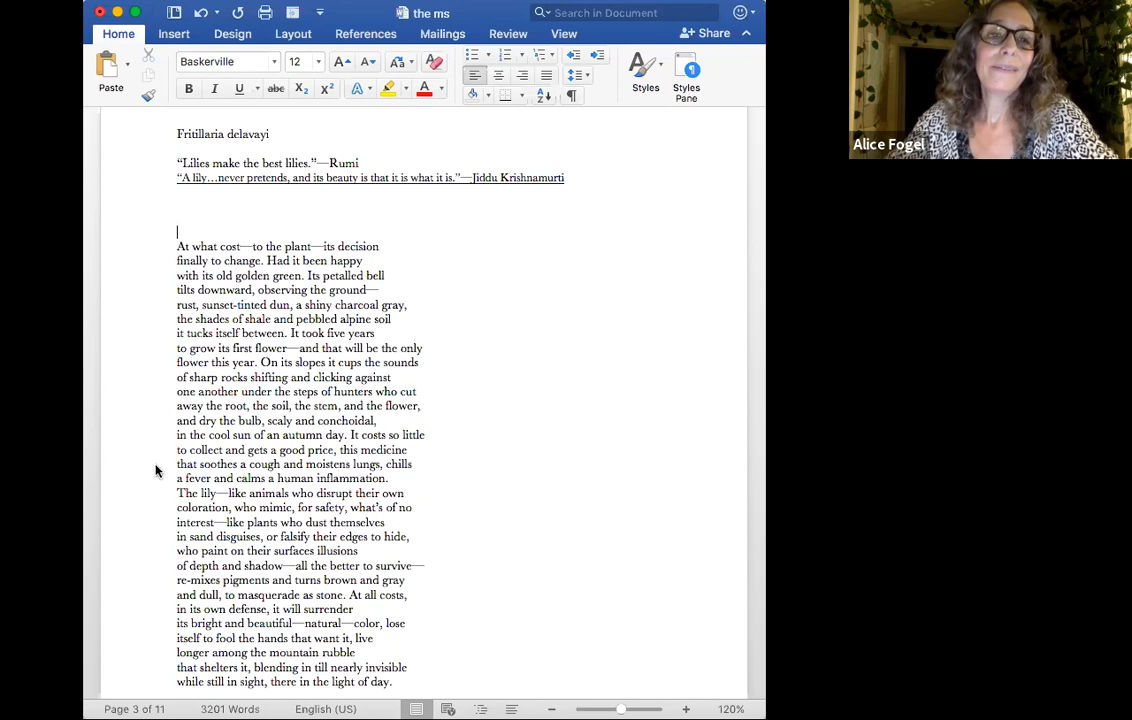 the ms
Search in Document
Home Insert Design Layout References Mailings Review View Share
Paste
Baskerville 12
B I U abc X2 X2 A A
Styles
Styles Pane
Fritillaria delavayi
“Lilies make the best lilies.”—Rumi
“A lily…never pretends, and its beauty is that it is what it is.”—Jiddu Krishnamurti
At what cost—to the plant—its decision
finally to change. Had it been happy
with its old golden green. Its petalled bell
tilts downward, observing the ground—
rust, sunset-tinted dun, a shiny charcoal gray,
the shades of shale and pebbled alpine soil
it tucks itself between. It took five years
to grow its first flower—and that will be the only
flower this year. On its slopes it cups the sounds
of sharp rocks shifting and clicking against
one another under the steps of hunters who cut
away the root, the soil, the stem, and the flower,
and dry the bulb, scaly and conchoidal,
in the cool sun of an autumn day. It costs so little
to collect and gets a good price, this medicine
that soothes a cough and moistens lungs, chills
a fever and calms a human inflammation.
The lily—like animals who disrupt their own
coloration, who mimic, for safety, what’s of no
interest—like plants who dust themselves
in sand disguises, or falsify their edges to hide,
who paint on their surfaces illusions
of depth and shadow—all the better to survive—
re-mixes pigments and turns brown and gray
and dull, to masquerade as stone. At all costs,
in its own defense, it will surrender
its bright and beautiful—natural—color, lose
itself to fool the hands that want it, live
longer among the mountain rubble
that shelters it, blending in till nearly invisible
while still in sight, there in the light of day.
Page 3 of 11 3201 Words English (US) 120%
Alice Fogel